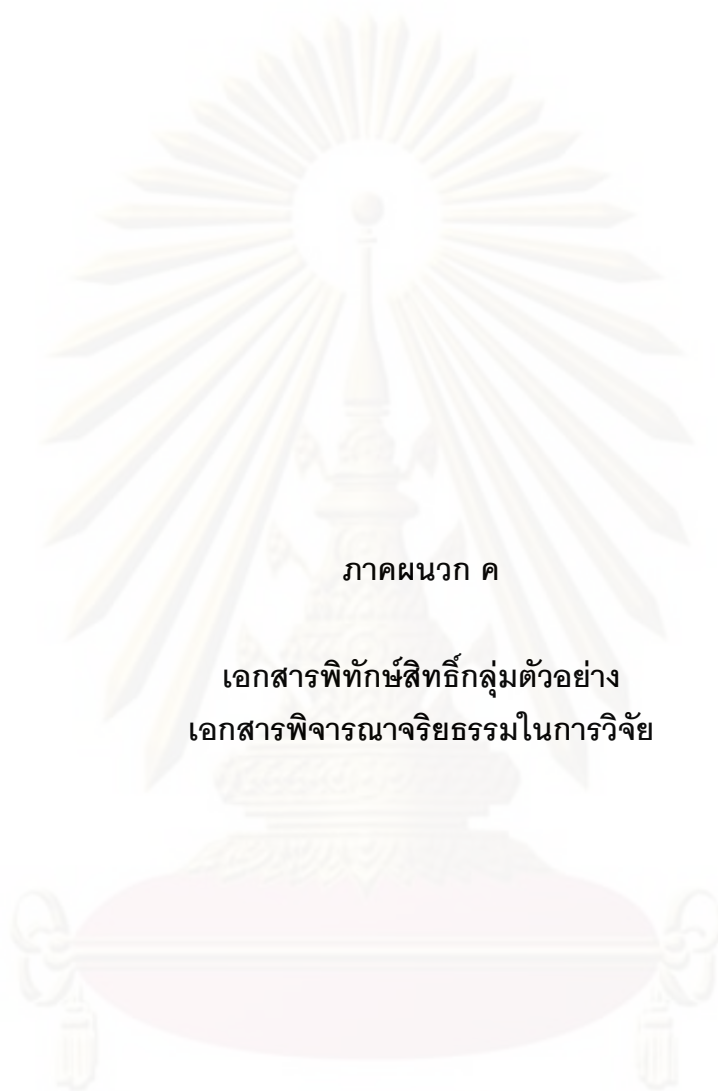 ภาคผนวก ค
เอกสารพิทักษ์สิทธิ์กลุ่มตัวอย่าง
เอกสารพิจารณาจริยธรรมในการวิจัย